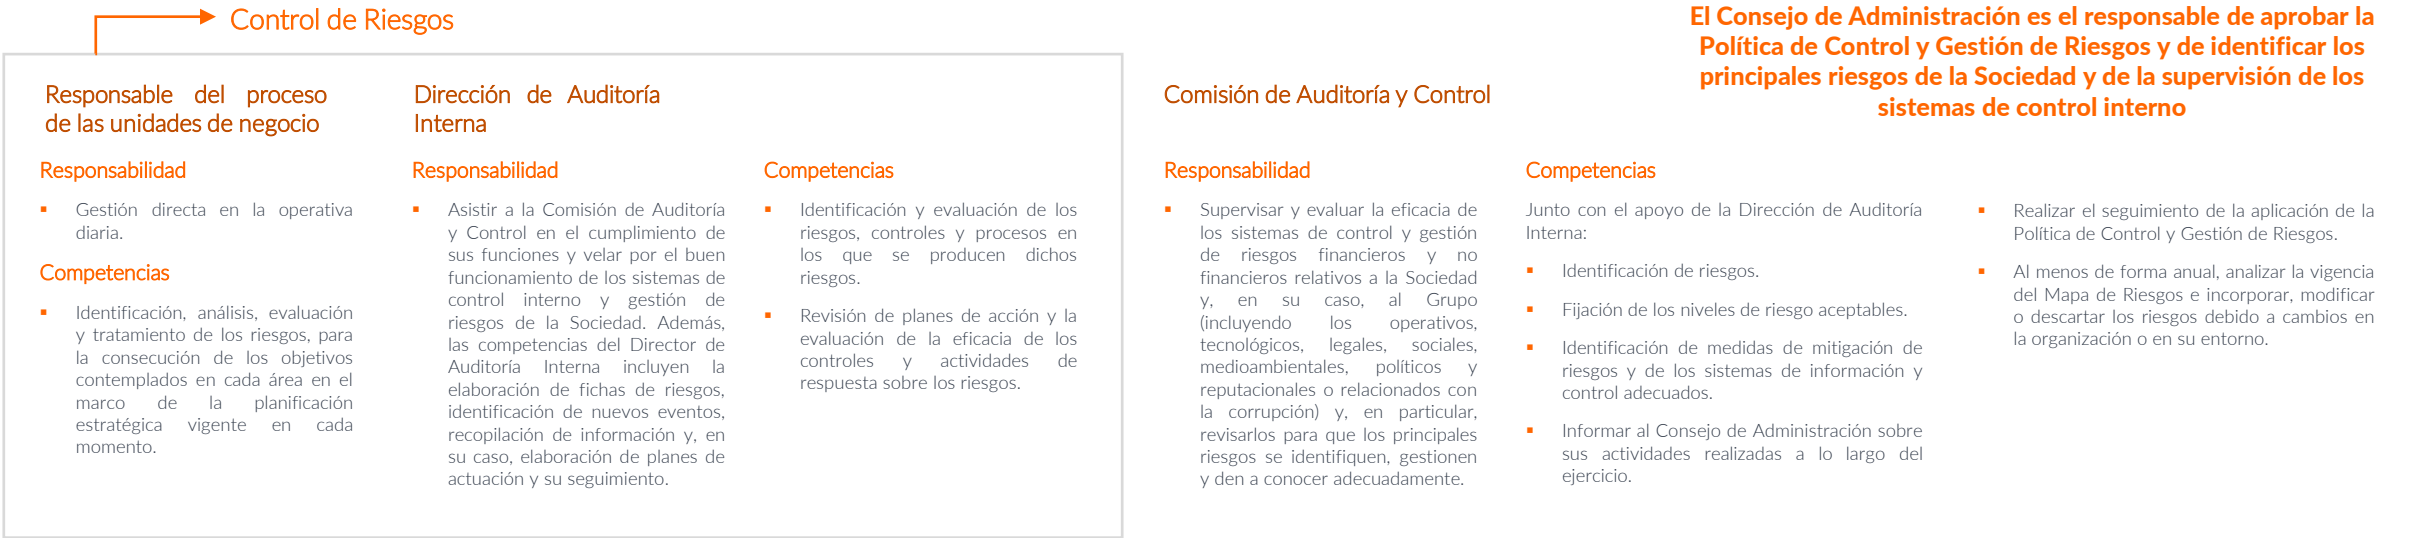 Control de Riesgos
El Consejo de Administración es el responsable de aprobar la
Política de Control y Gestión de Riesgos y de identificar los
principales riesgos de la Sociedad y de la supervisión de los
sistemas de control interno
Responsable del proceso
de las unidades de negocio
Responsabilidad
▪ Gestión directa en la operativa
diaria.
Competencias
▪ Identificación, análisis, evaluación
y tratamiento de los riesgos, para
la consecución de los objetivos
contemplados en cada área en el
marco de la planificación
estratégica vigente en cada
momento.
Dirección de Auditoría
Interna
Responsabilidad
▪ Asistir a la Comisión de Auditoría
y Control en el cumplimiento de
sus funciones y velar por el buen
funcionamiento de los sistemas de
control interno y gestión de
riesgos de la Sociedad. Además,
las competencias del Director de
Auditoría Interna incluyen la
elaboración de fichas de riesgos,
identificación de nuevos eventos,
recopilación de información y, en
su caso, elaboración de planes de
actuación y su seguimiento.
Competencias
▪ Identificación y evaluación de los
riesgos, controles y procesos en
los que se producen dichos
riesgos.
▪ Revisión de planes de acción y la
evaluación de la eficacia de los
controles y actividades de
respuesta sobre los riesgos.
Comisión de Auditoría y Control
Responsabilidad
▪ Supervisar y evaluar la eficacia de
los sistemas de control y gestión
de riesgos financieros y no
financieros relativos a la Sociedad
y, en su caso, al Grupo
(incluyendo los operativos,
tecnológicos, legales, sociales,
medioambientales, políticos y
reputacionales o relacionados con
la corrupción) y, en particular,
revisarlos para que los principales
riesgos se identifiquen, gestionen
y den a conocer adecuadamente.
Competencias
Junto con el apoyo de la Dirección de Auditoría
Interna:
▪ Identificación de riesgos.
▪ Fijación de los niveles de riesgo aceptables.
▪ Identificación de medidas de mitigación de
riesgos y de los sistemas de información y
control adecuados.
▪ Informar al Consejo de Administración sobre
sus actividades realizadas a lo largo del
ejercicio.
▪ Realizar el seguimiento de la aplicación de la
Política de Control y Gestión de Riesgos.
▪ Al menos de forma anual, analizar la vigencia
del Mapa de Riesgos e incorporar, modificar
o descartar los riesgos debido a cambios en
la organización o en su entorno.